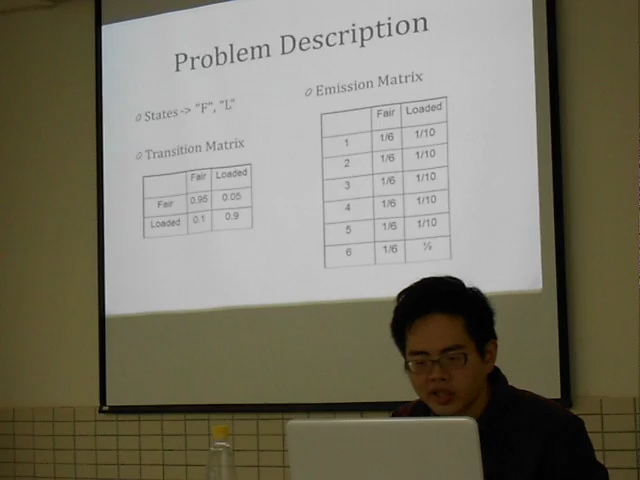 Problem Description
States -> "F", "L"
Transition Matrix
Fair Loaded
Fair 0.95 0.05
Loaded 0.1 0.9
Emission Matrix
Fair Loaded
1 1/6 1/10
2 1/6 1/10
3 1/6 1/10
4 1/6 1/10
5 1/6 1/10
6 1/6 ½